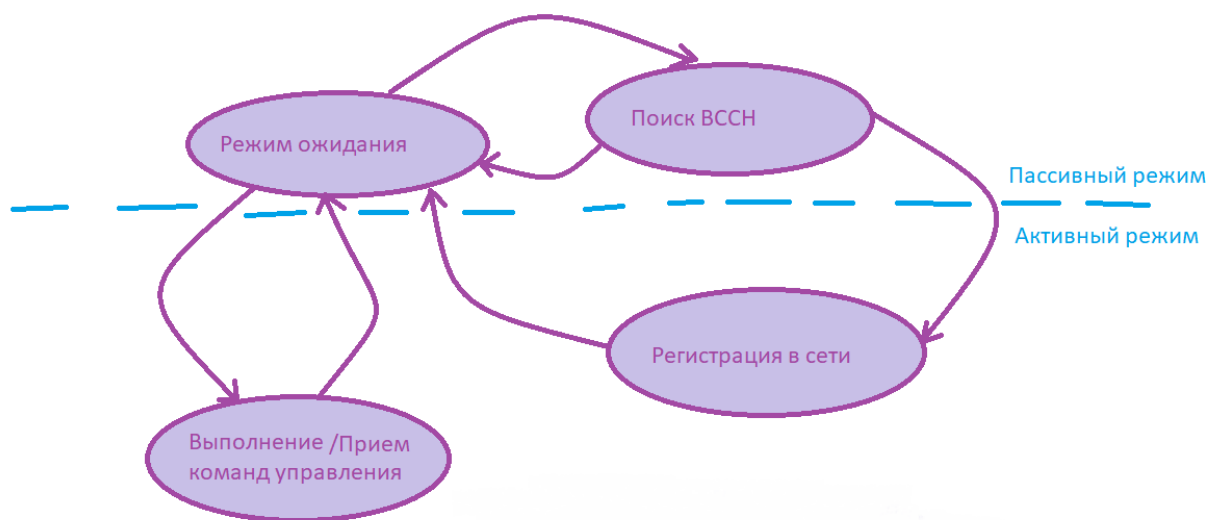 Поиск ВССН
Режим ожидания
Пассивный режим
Активный режим
Регистрация в сети
Выполнение /Прием
команд управления